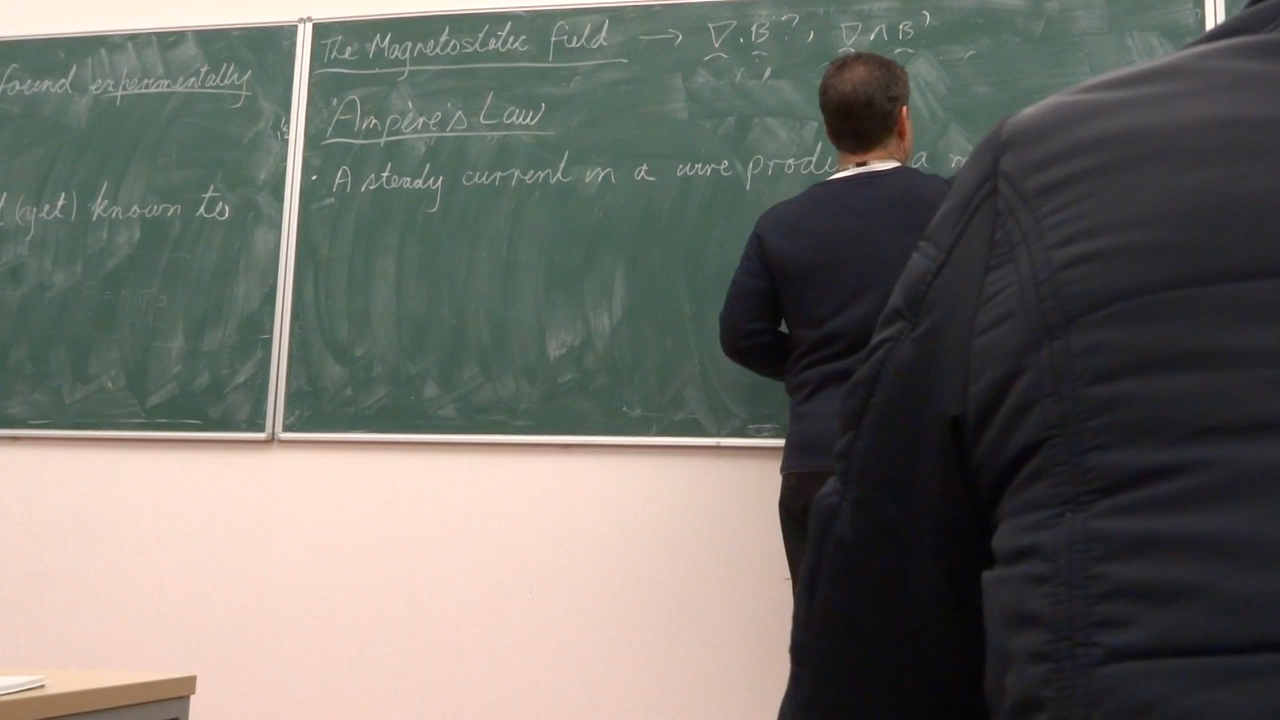 found experimentally
t (yet) known to
The Magnetostatic field → ∇.B?, ∇∧B?
Ampère's Law
· A steady current in a wire produ a m